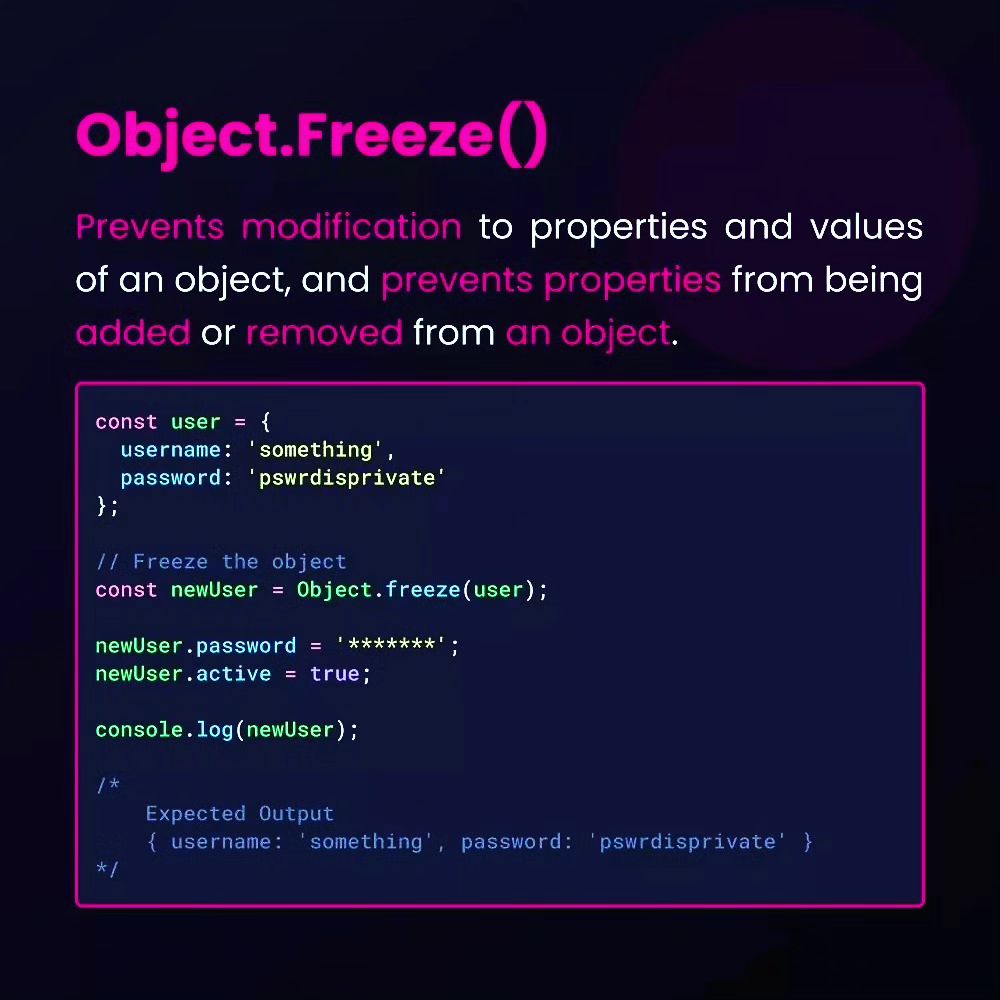 Object.Freeze()
Prevents modification to properties and values
of an object, and prevents properties from being
added or removed from an object.
const user = {
  username: 'something',
  password: 'pswrdisprivate'
};
// Freeze the object
const newUser = Object.freeze(user);
newUser.password = '*******';
newUser.active = true;
console.log(newUser);
/*
    Expected Output
    { username: 'something', password: 'pswrdisprivate' }
*/